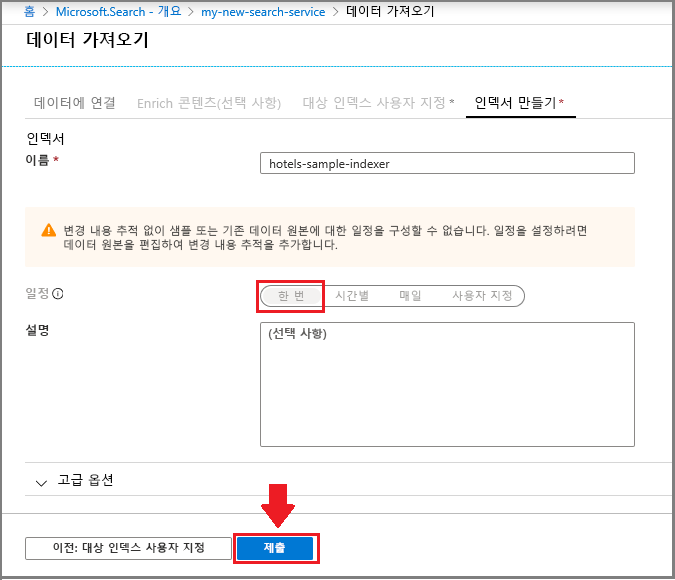 홈 > Microsoft.Search - 개요 > my-new-search-service > 데이터 가져오기
데이터 가져오기
데이터에 연결 Enrich 콘텐츠(선택 사항) 대상 인덱스 사용자 지정 * 인덱서 만들기 *
인덱서
이름 * hotels-sample-indexer
변경 내용 추적 없이 샘플 또는 기존 데이터 원본에 대한 일정을 구성할 수 없습니다. 일정을 설정하려면
데이터 원본을 편집하여 변경 내용 추적을 추가합니다.
일정 한 번 시간별 매일 사용자 지정
설명 (선택 사항)
고급 옵션
이전: 대상 인덱스 사용자 지정 제출